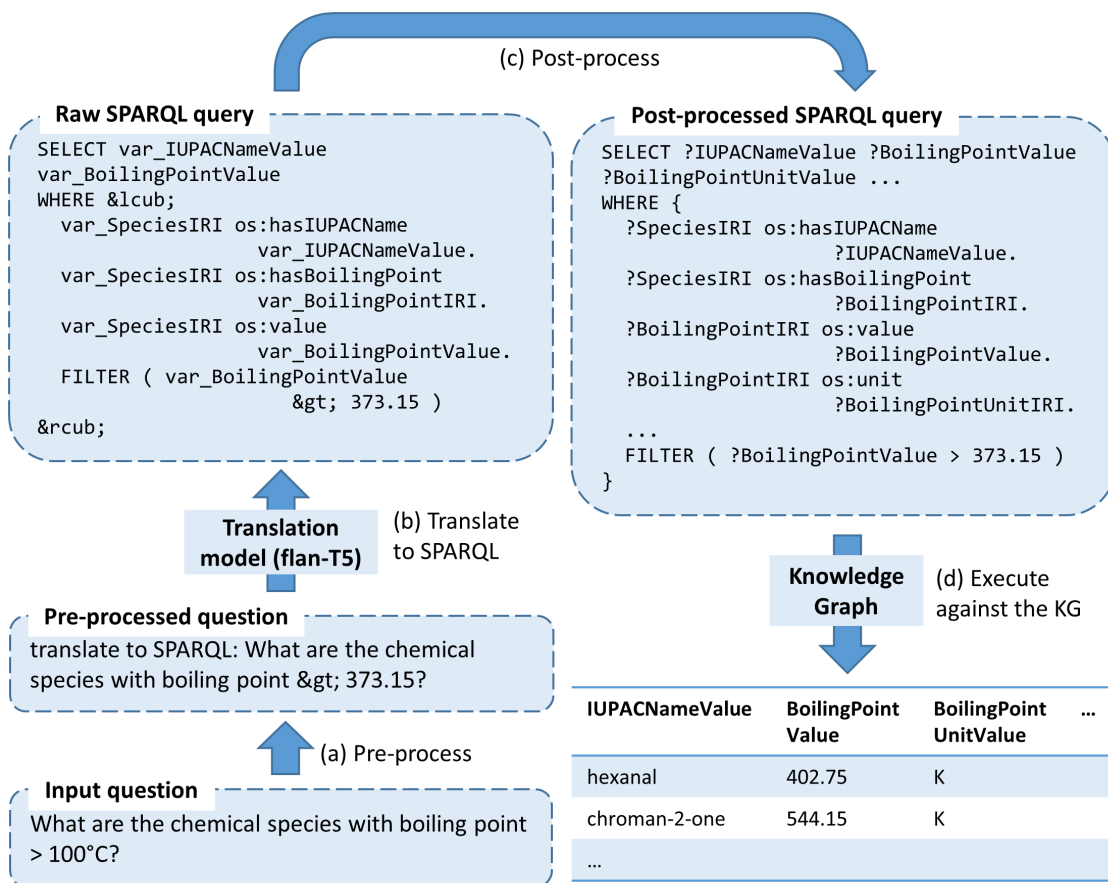 (c) Post-process
Raw SPARQL query
SELECT var_IUPACNameValue
var_BoilingPointValue
WHERE &lcub;
var_SpeciesIRI os:hasIUPACName
var_IUPACNameValue.
var_SpeciesIRI os:hasBoilingPoint
var_BoilingPointIRI.
var_SpeciesIRI os:value
var_BoilingPointValue.
FILTER ( var_BoilingPointValue
&gt; 373.15 )
&rcub;
Post-processed SPARQL query
SELECT ?IUPACNameValue ?BoilingPointValue
?BoilingPointUnitValue ...
WHERE {
?SpeciesIRI os:hasIUPACName
?IUPACNameValue.
?SpeciesIRI os:hasBoilingPoint
?BoilingPointIRI.
?BoilingPointIRI os:value
?BoilingPointValue.
?BoilingPointIRI os:unit
?BoilingPointUnitIRI.
...
FILTER ( ?BoilingPointValue > 373.15 )
}
Translation
model (flan-T5)
(b) Translate
to SPARQL
Pre-processed question
translate to SPARQL: What are the chemical
species with boiling point &gt; 373.15?
(a) Pre-process
Input question
What are the chemical species with boiling point
> 100°C?
Knowledge
Graph
(d) Execute
against the KG
IUPACNameValue BoilingPoint BoilingPoint ...
Value UnitValue
hexanal 402.75 K
chroman-2-one 544.15 K
...